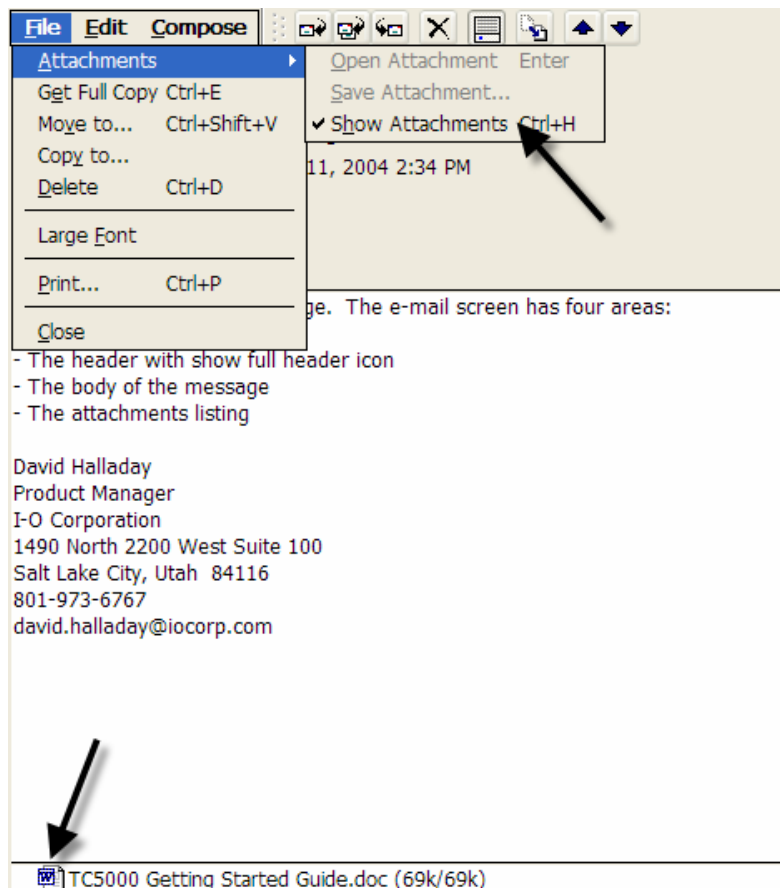 File Edit Compose
Attachments
Get Full Copy Ctrl+E
Move to... Ctrl+Shift+V
Copy to...
Delete Ctrl+D
Large Font
Print... Ctrl+P
Close
Open Attachment Enter
Save Attachment...
✓ Show Attachments Ctrl+H
11, 2004 2:34 PM
The e-mail screen has four areas:
- The header with show full header icon
- The body of the message
- The attachments listing
David Halladay
Product Manager
I-O Corporation
1490 North 2200 West Suite 100
Salt Lake City, Utah 84116
801-973-6767
david.halladay@iocorp.com
TC5000 Getting Started Guide.doc (69k/69k)